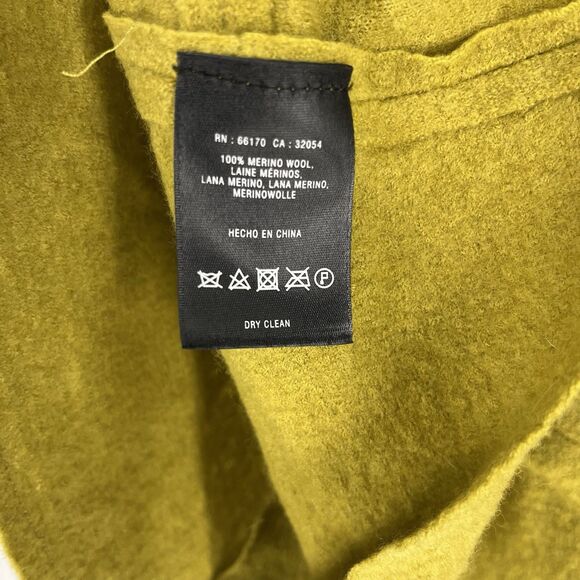 RN : 66170 CA : 32054
100% MERINO WOOL,
LAINE MÉRINOS,
LANA MERINO, LANA MERINO,
MERINOWOLLE
HECHO EN CHINA
P
DRY CLEAN